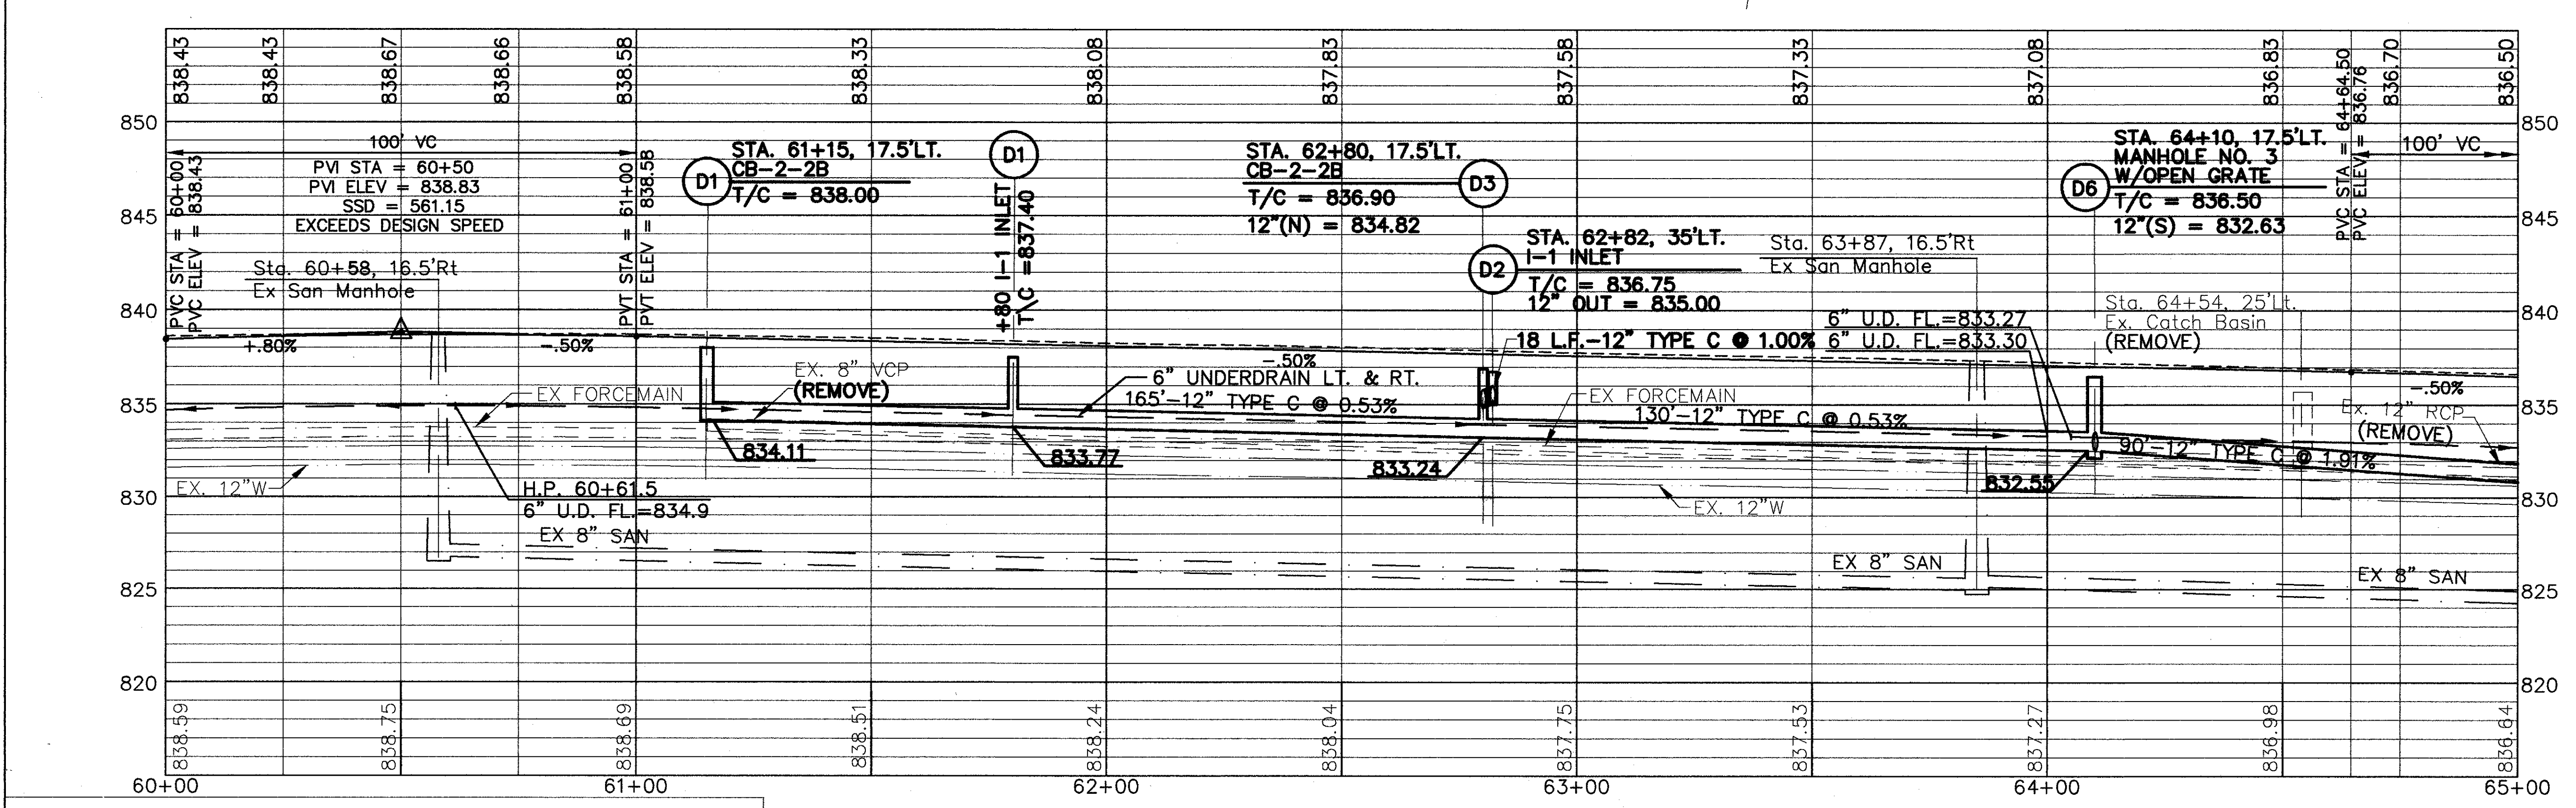 838.43
838.43
838.67
838.66
838.58
838.33
838.08
837.83
837.58
837.33
837.08
836.83
PVC STA = 64+64.50
PVC ELEV = 836.76
836.70
836.50
850
845
840
835
830
825
820
850
845
840
835
830
825
820
100' VC
PVI STA = 60+50
PVI ELEV = 838.83
SSD = 561.15
EXCEEDS DESIGN SPEED
PVC STA = 60+00
PVC ELEV = 838.43
PVT STA = 61+00
PVT ELEV = 838.58
Sta. 60+58, 16.5'Rt
Ex San Manhole
D1
STA. 61+15, 17.5'LT.
CB-2-2B
T/C = 838.00
D1
+80 I-1 INLET
T/C =837.40
STA. 62+80, 17.5'LT.
CB-2-2B
T/C = 836.90
12"(N) = 834.82
D3
D2
STA. 62+82, 35'LT.
I-1 INLET
T/C = 836.75
12" OUT = 835.00
Sta. 63+87, 16.5'Rt
Ex San Manhole
D6
STA. 64+10, 17.5'LT.
MANHOLE NO. 3
W/OPEN GRATE
T/C = 836.50
12"(S) = 832.63
100' VC
Sta. 64+54, 25'Lt.
Ex. Catch Basin
(REMOVE)
6" U.D. FL.=833.27
6" U.D. FL.=833.30
18 L.F.-12" TYPE C @ 1.00%
+.80%
-.50%
-.50%
-.50%
EX FORCEMAIN
EX. 8" VCP
(REMOVE)
6" UNDERDRAIN LT. & RT.
165'-12" TYPE C @ 0.53%
EX FORCEMAIN
130'-12" TYPE C @ 0.53%
Ex. 12" RCP
(REMOVE)
90'-12" TYPE C @ 1.91%
834.11
833.77
833.24
832.55
EX. 12"W
H.P. 60+61.5
6" U.D. FL.=834.9
EX 8" SAN
EX. 12"W
EX 8" SAN
EX 8" SAN
838.59
838.75
838.69
838.51
838.24
838.04
837.75
837.53
837.27
836.98
836.64
60+00
61+00
62+00
63+00
64+00
65+00